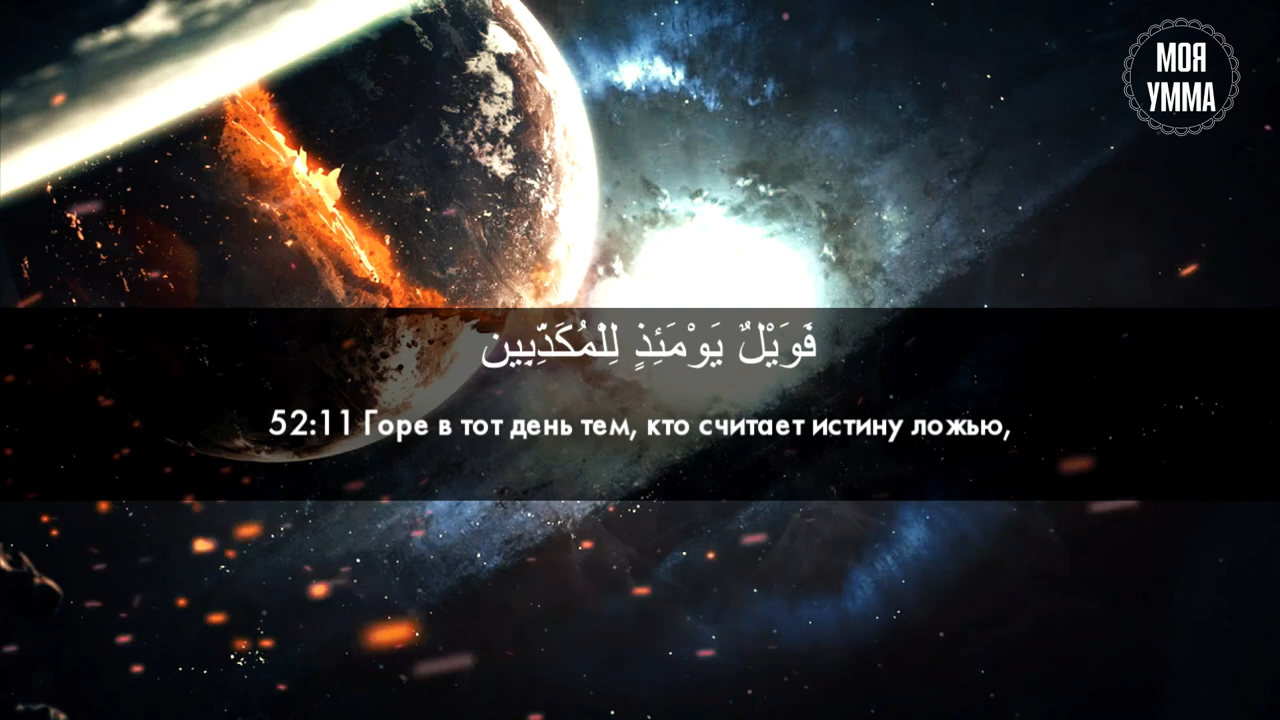 МОЯ
УММА
فَوَيْلٌ يَوْمَئِذٍ لِلْمُكَذِّبِين
52:11 Горе в тот день тем, кто считает истину ложью,